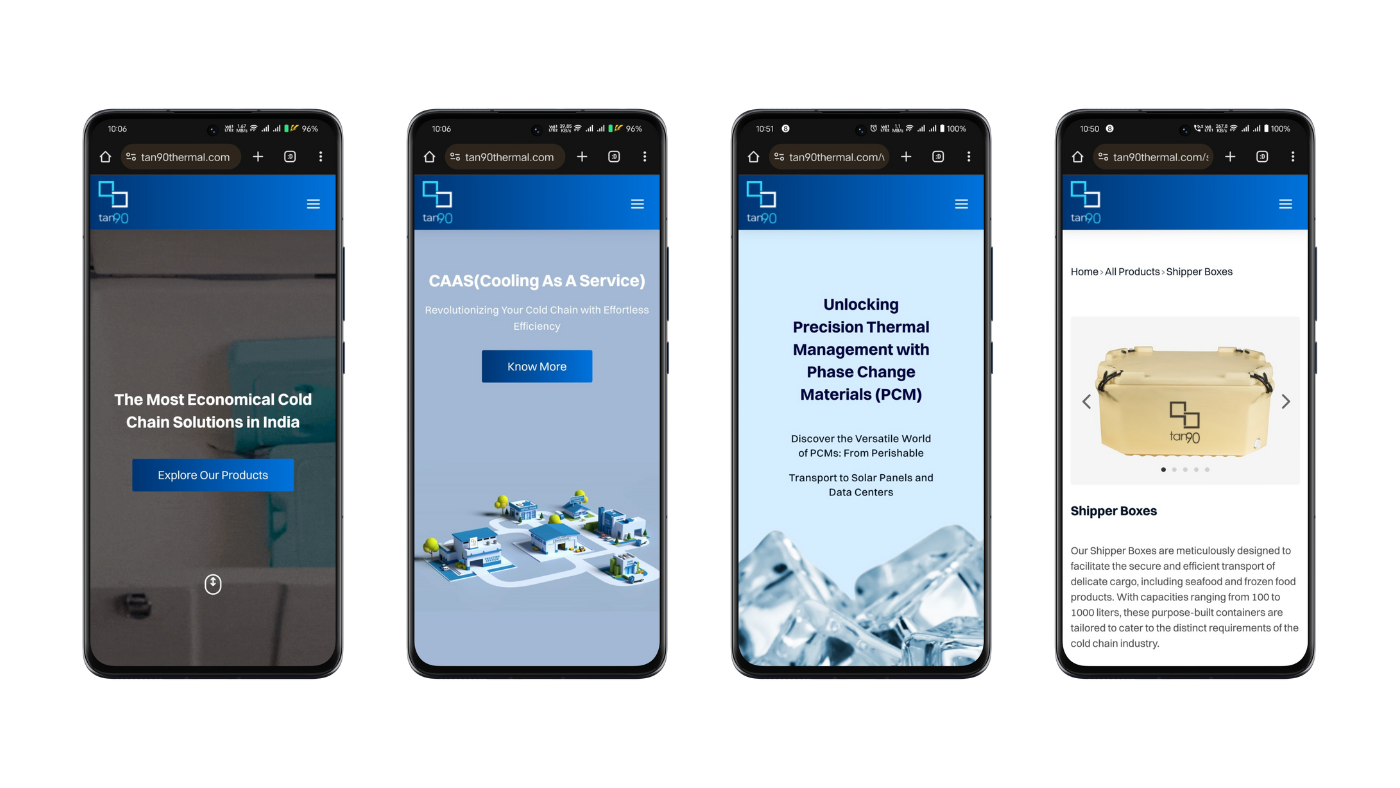 10:06
96%
tan90thermal.com
tan90
The Most Economical Cold
Chain Solutions in India
Explore Our Products
10:06
96%
tan90thermal.com
tan90
CAAS(Cooling As A Service)
Revolutionizing Your Cold Chain with Effortless
Efficiency
Know More
10:51
100%
tan90thermal.com/
tan90
Unlocking
Precision Thermal
Management with
Phase Change
Materials (PCM)
Discover the Versatile World
of PCMs: From Perishable
Transport to Solar Panels and
Data Centers
10:50
100%
tan90thermal.com/
tan90
Home › All Products › Shipper Boxes
tan90
Shipper Boxes
Our Shipper Boxes are meticulously designed to
facilitate the secure and efficient transport of
delicate cargo, including seafood and frozen food
products. With capacities ranging from 100 to
1000 liters, these purpose-built containers are
tailored to cater to the distinct requirements of the
cold chain industry.